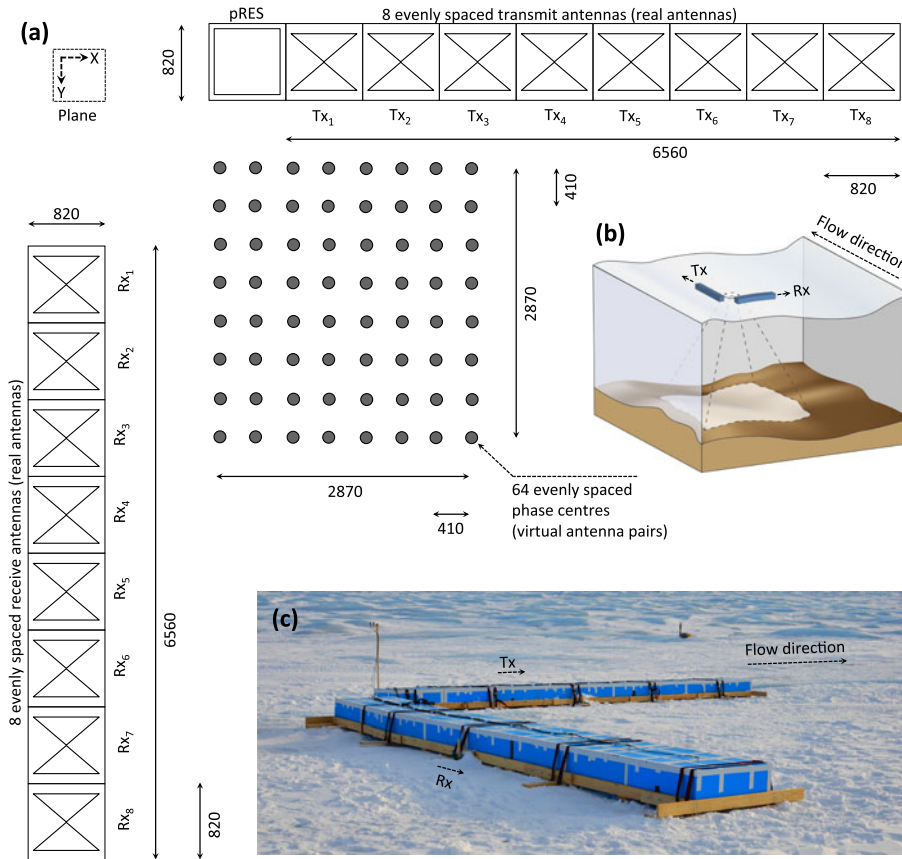 (a)
X
Y
Plane
pRES
8 evenly spaced transmit antennas (real antennas)
820
Tx₁
Tx₂
Tx₃
Tx₄
Tx₅
Tx₆
Tx₇
Tx₈
6560
820
410
2870
2870
410
64 evenly spaced
phase centres
(virtual antenna pairs)
820
8 evenly spaced receive antennas (real antennas)
Rx₁
Rx₂
Rx₃
Rx₄
Rx₅
Rx₆
Rx₇
Rx₈
6560
820
(b)
Flow direction
Tx
Rx
(c)
Tx
Flow direction
Rx